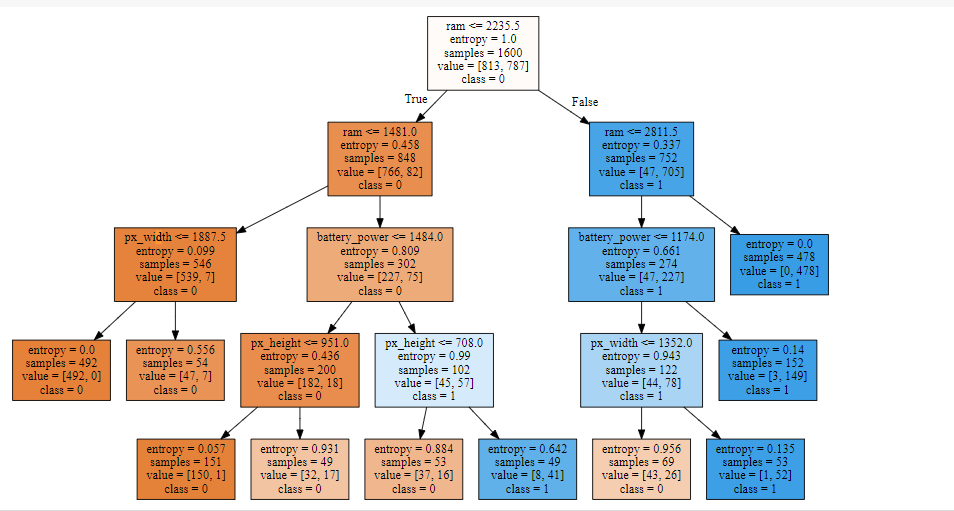 ram <= 2235.5
entropy = 1.0
samples = 1600
value = [813, 787]
class = 0
True
False
ram <= 1481.0
entropy = 0.458
samples = 848
value = [766, 82]
class = 0
ram <= 2811.5
entropy = 0.337
samples = 752
value = [47, 705]
class = 1
px_width <= 1887.5
entropy = 0.099
samples = 546
value = [539, 7]
class = 0
battery_power <= 1484.0
entropy = 0.809
samples = 302
value = [227, 75]
class = 0
battery_power <= 1174.0
entropy = 0.661
samples = 274
value = [47, 227]
class = 1
entropy = 0.0
samples = 478
value = [0, 478]
class = 1
entropy = 0.0
samples = 492
value = [492, 0]
class = 0
entropy = 0.556
samples = 54
value = [47, 7]
class = 0
px_height <= 951.0
entropy = 0.436
samples = 200
value = [182, 18]
class = 0
px_height <= 708.0
entropy = 0.99
samples = 102
value = [45, 57]
class = 1
px_width <= 1352.0
entropy = 0.943
samples = 122
value = [44, 78]
class = 1
entropy = 0.14
samples = 152
value = [3, 149]
class = 1
entropy = 0.057
samples = 151
value = [150, 1]
class = 0
entropy = 0.931
samples = 49
value = [32, 17]
class = 0
entropy = 0.884
samples = 53
value = [37, 16]
class = 0
entropy = 0.642
samples = 49
value = [8, 41]
class = 1
entropy = 0.956
samples = 69
value = [43, 26]
class = 0
entropy = 0.135
samples = 53
value = [1, 52]
class = 1